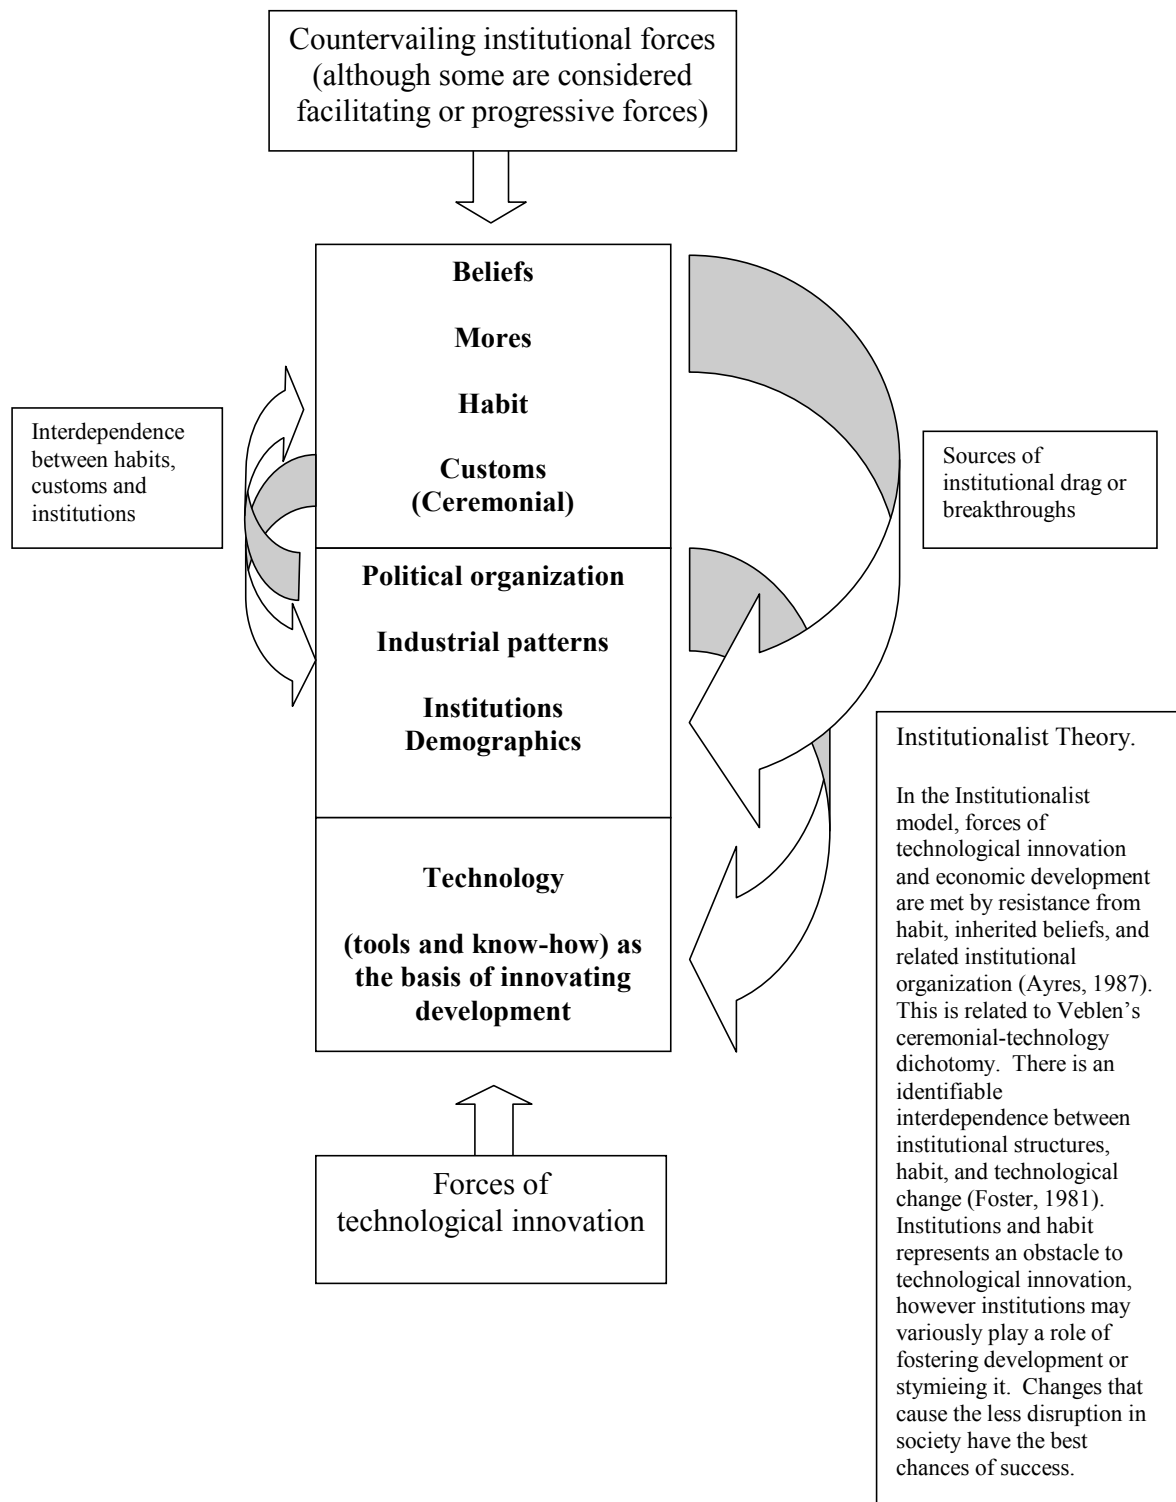 Countervailing institutional forces
(although some are considered
facilitating or progressive forces)
Beliefs
Mores
Habit
Customs
(Ceremonial)
Interdependence
between habits,
customs and
institutions
Sources of
institutional drag or
breakthroughs
Political organization
Industrial patterns
Institutions
Demographics
Technology
(tools and know-how) as
the basis of innovating
development
Forces of
technological innovation
Institutionalist Theory.
In the Institutionalist
model, forces of
technological innovation
and economic development
are met by resistance from
habit, inherited beliefs, and
related institutional
organization (Ayres, 1987).
This is related to Veblen’s
ceremonial-technology
dichotomy.  There is an
identifiable
interdependence between
institutional structures,
habit, and technological
change (Foster, 1981).
Institutions and habit
represents an obstacle to
technological innovation,
however institutions may
variously play a role of
fostering development or
stymieing it.  Changes that
cause the less disruption in
society have the best
chances of success.